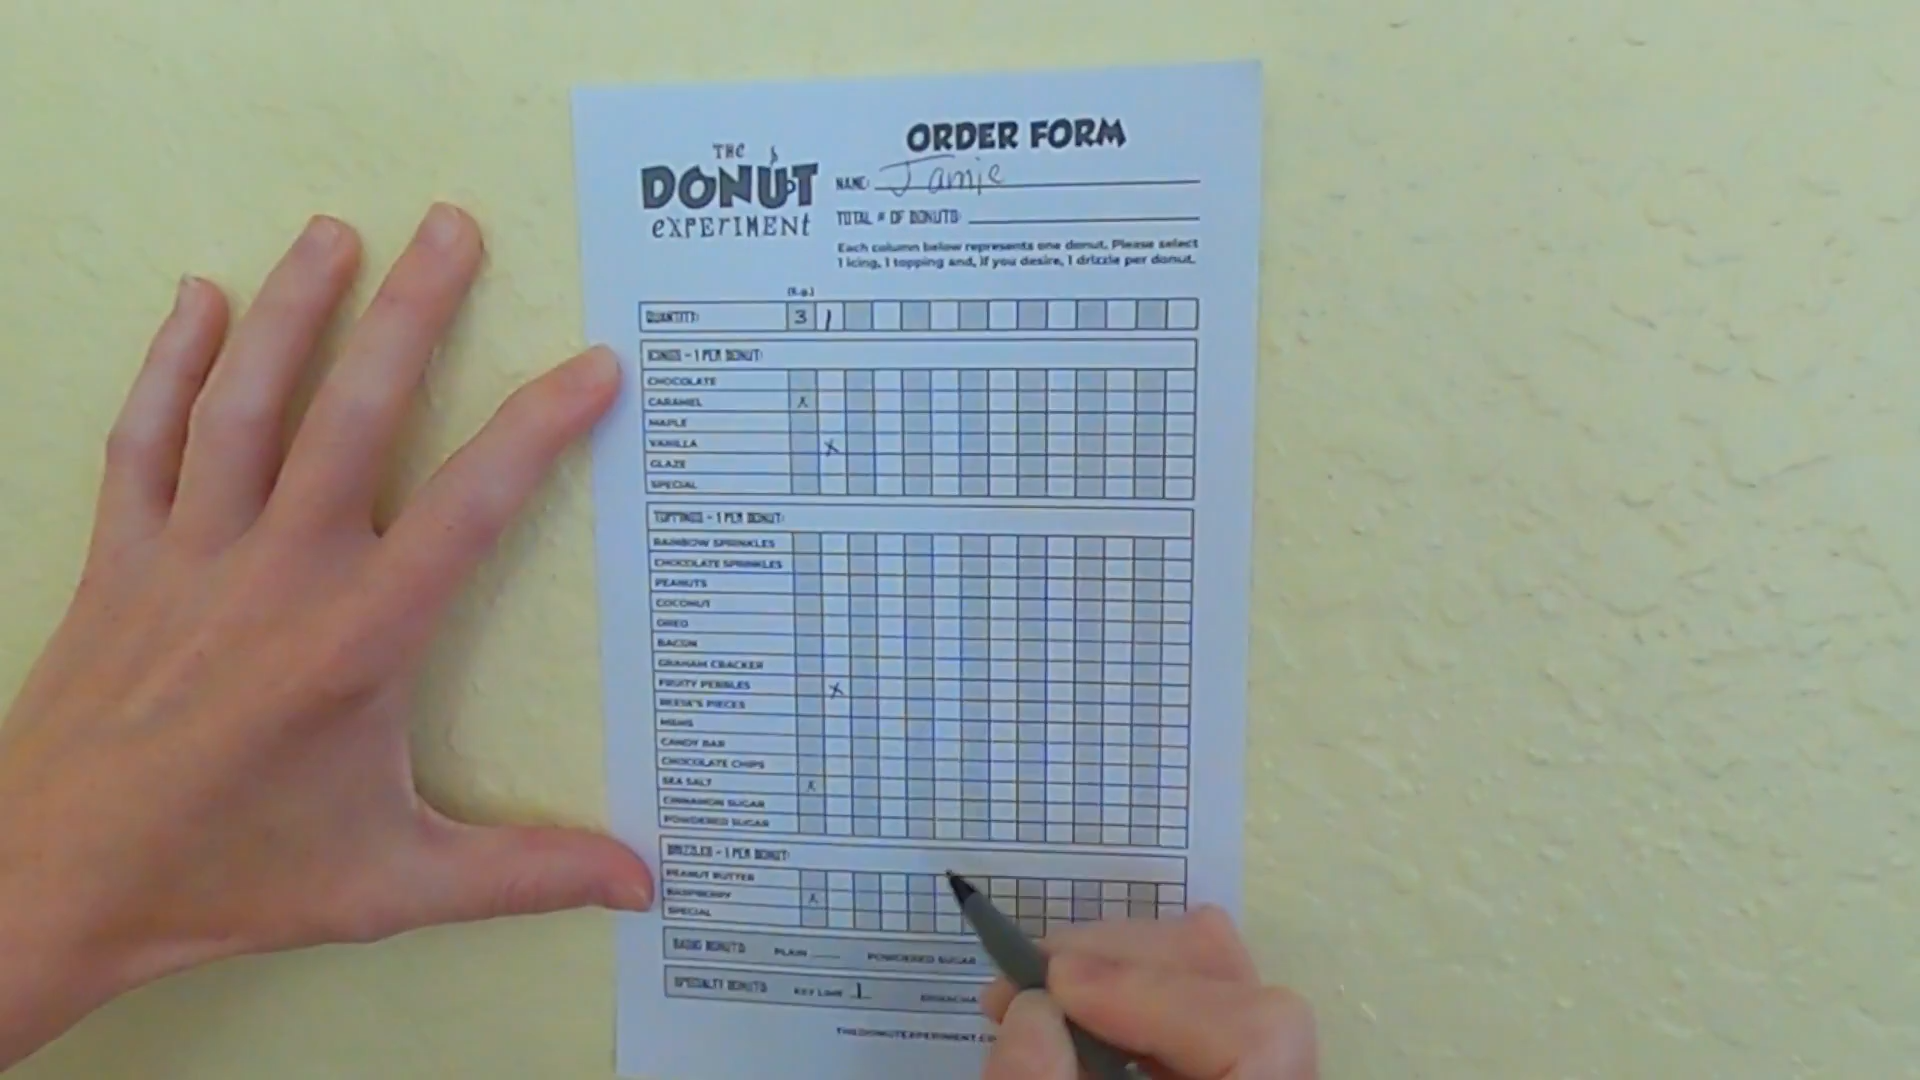 THE
DONUT
EXPERIMENT
ORDER FORM
NAME: Jamie
TOTAL # OF DONUTS:
Each column below represents one donut. Please select
1 icing, 1 topping and, if you desire, 1 drizzle per donut.
(E.g.)
QUANTITY: 3 1
ICINGS - 1 PER DONUT:
CHOCOLATE
CARAMEL X
MAPLE
VANILLA X
GLAZE
SPECIAL
TOPPINGS - 1 PER DONUT:
RAINBOW SPRINKLES
CHOCOLATE SPRINKLES
PEANUTS
COCONUT
OREO
BACON
GRAHAM CRACKER
FRUITY PEBBLES X
REESE'S PIECES
M&MS
CANDY BAR
CHOCOLATE CHIPS
SEA SALT X
CINNAMON SUGAR
POWDERED SUGAR
DRIZZLES - 1 PER DONUT:
PEANUT BUTTER
RASPBERRY X
SPECIAL
BASIC DONUTS PLAIN POWDERED SUGAR
SPECIALTY DONUTS KEY LIME 1 SRIRACHA
THEDONUTEXPERIMENT.CO